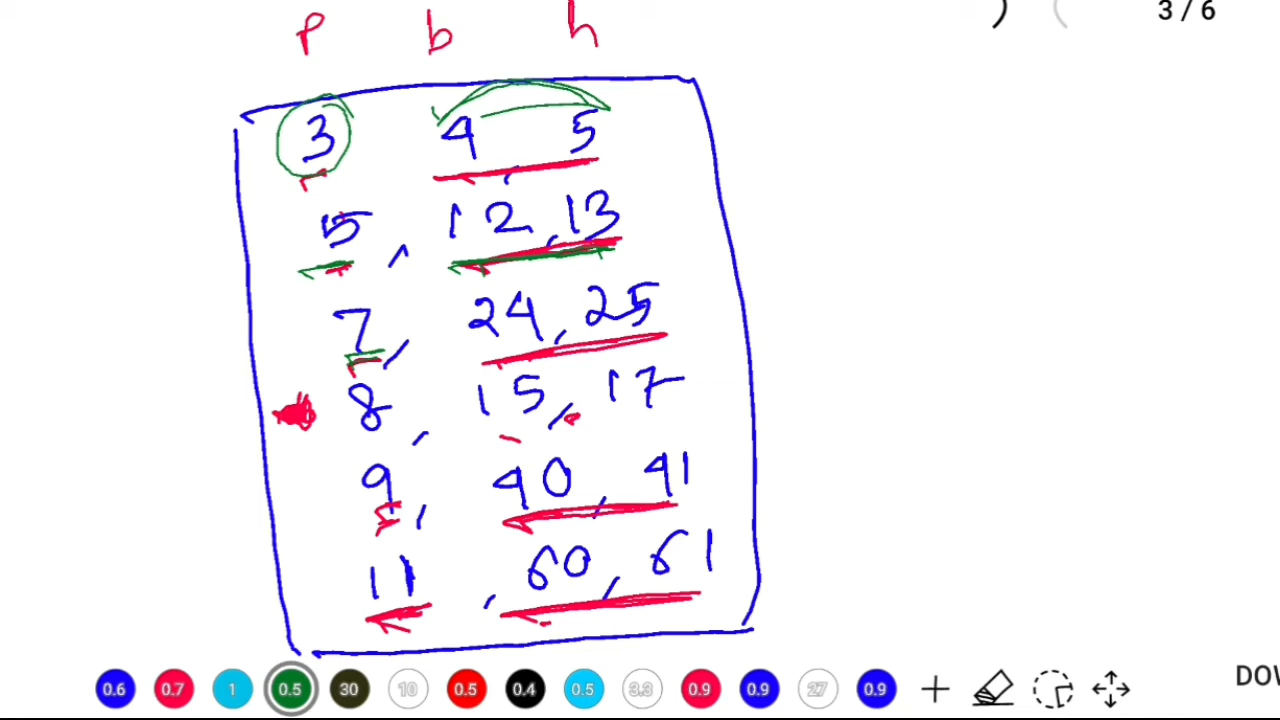 3 / 6
p b h
3 4 , 5
5 , 12 , 13
7 , 24 , 25
8 , 15 , 17
9 , 40 , 41
11 , 60 , 61
0.6 0.7 1 0.5 30 10 0.5 0.4 0.5 3.3 0.9 0.9 27 0.9